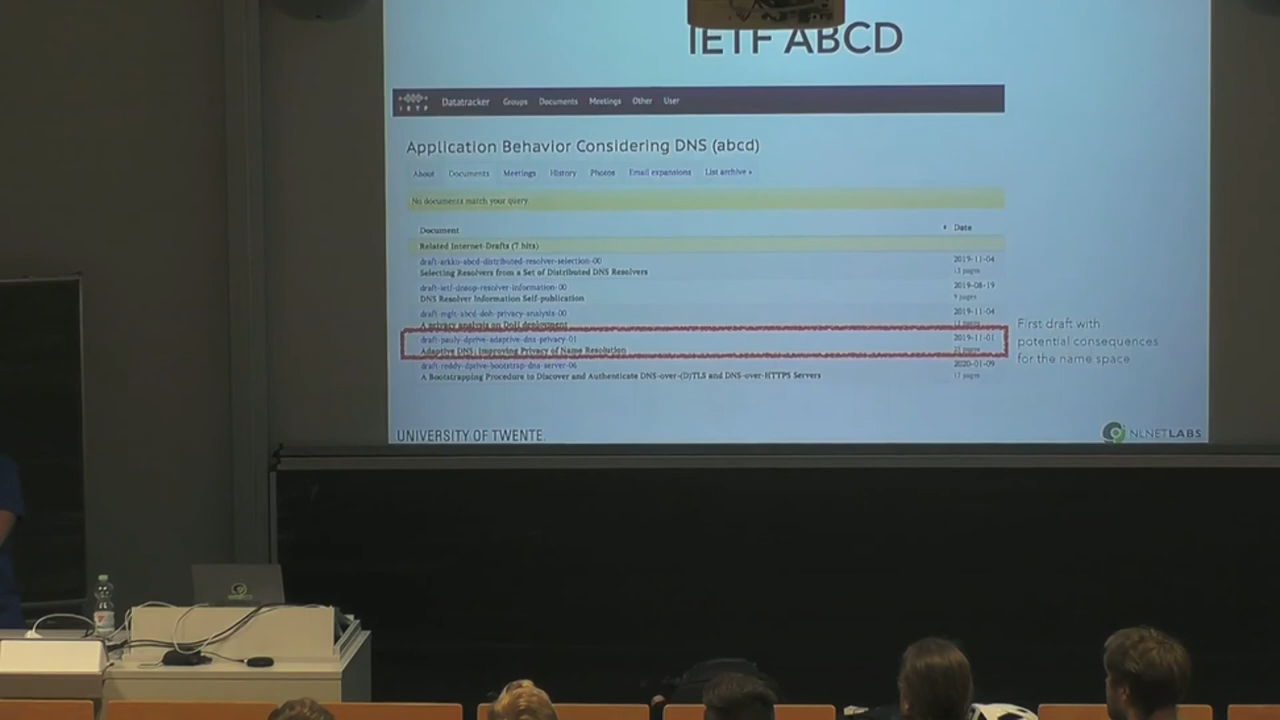 IETF ABCD
IETF Datatracker Groups Documents Meetings Other User
Application Behavior Considering DNS (abcd)
About Documents Meetings History Photos Email expansions List archive »
No documents match your query.
Document Date
Related Internet-Drafts (7 hits)
draft-arkko-abcd-distributed-resolver-selection-00 2019-11-04
Selecting Resolvers from a Set of Distributed DNS Resolvers
draft-ietf-dnsop-resolver-information-00 2019-08-19
DNS Resolver Information Self-publication 9 pages
draft-mglt-abcd-doh-privacy-analysis-00 2019-11-04
A privacy analysis on DoH deployment
draft-pauly-dprive-adaptive-dns-privacy-01 2019-11-01
Adaptive DNS: Improving Privacy of Name Resolution
draft-reddy-dprive-bootstrap-dns-server-06 2020-01-09
A Bootstrapping Procedure to Discover and Authenticate DNS-over-(D)TLS and DNS-over-HTTPS Servers
First draft with
potential consequences
for the name space
UNIVERSITY OF TWENTE.
NLNETLABS